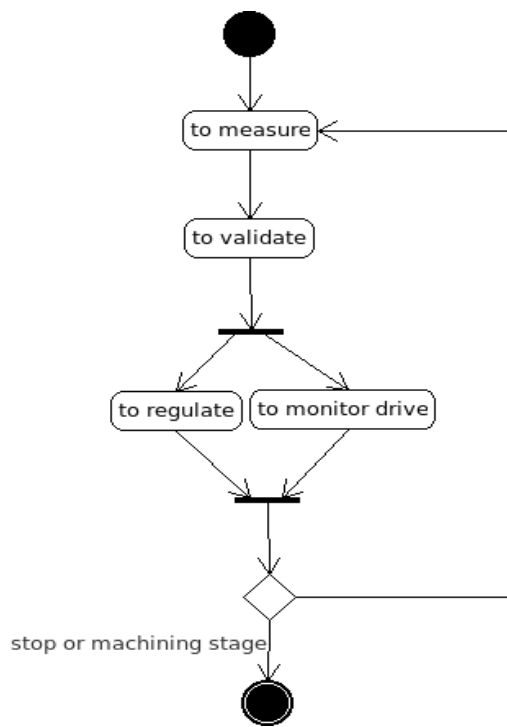 to measure
to validate
to regulate
to monitor drive
stop or machining stage